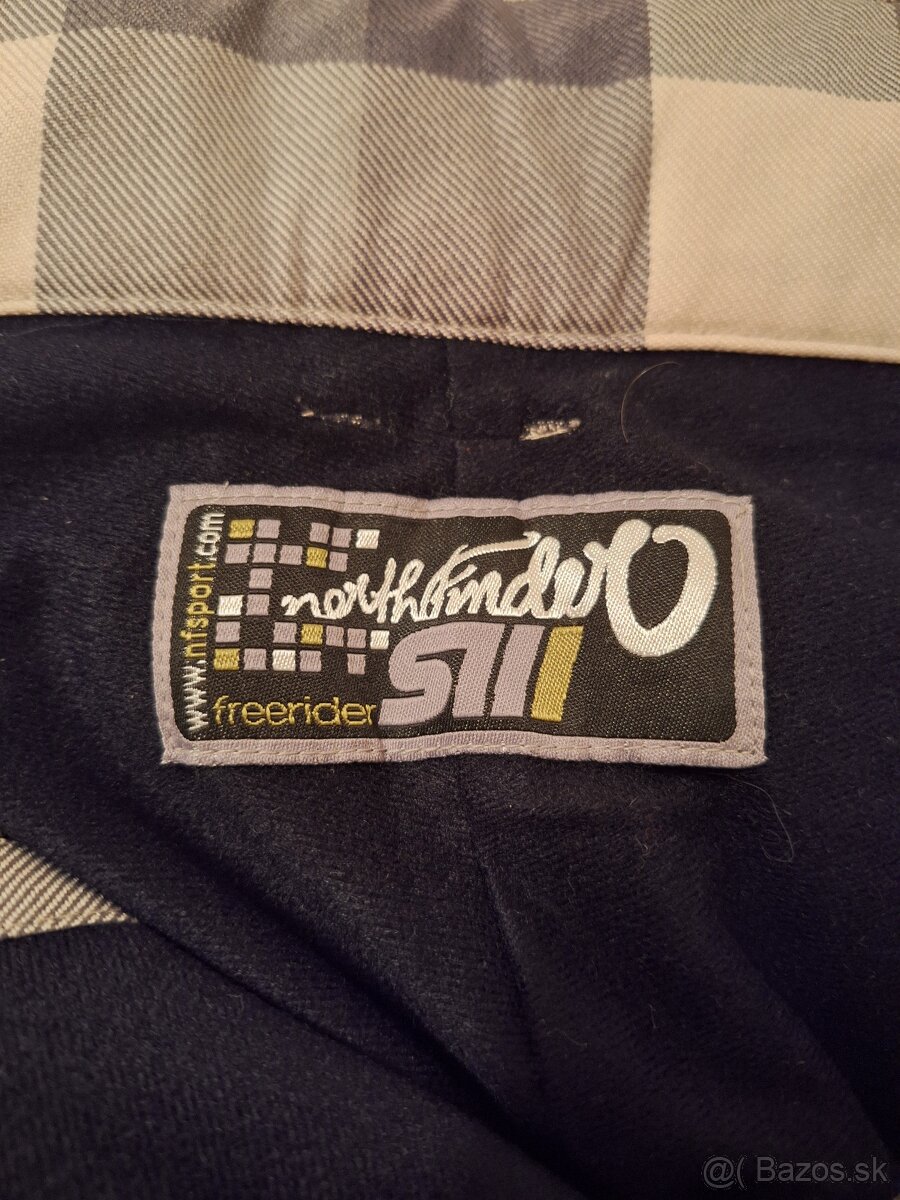 www.nfsport.com
northfinder
freerider
@( Bazos.sk